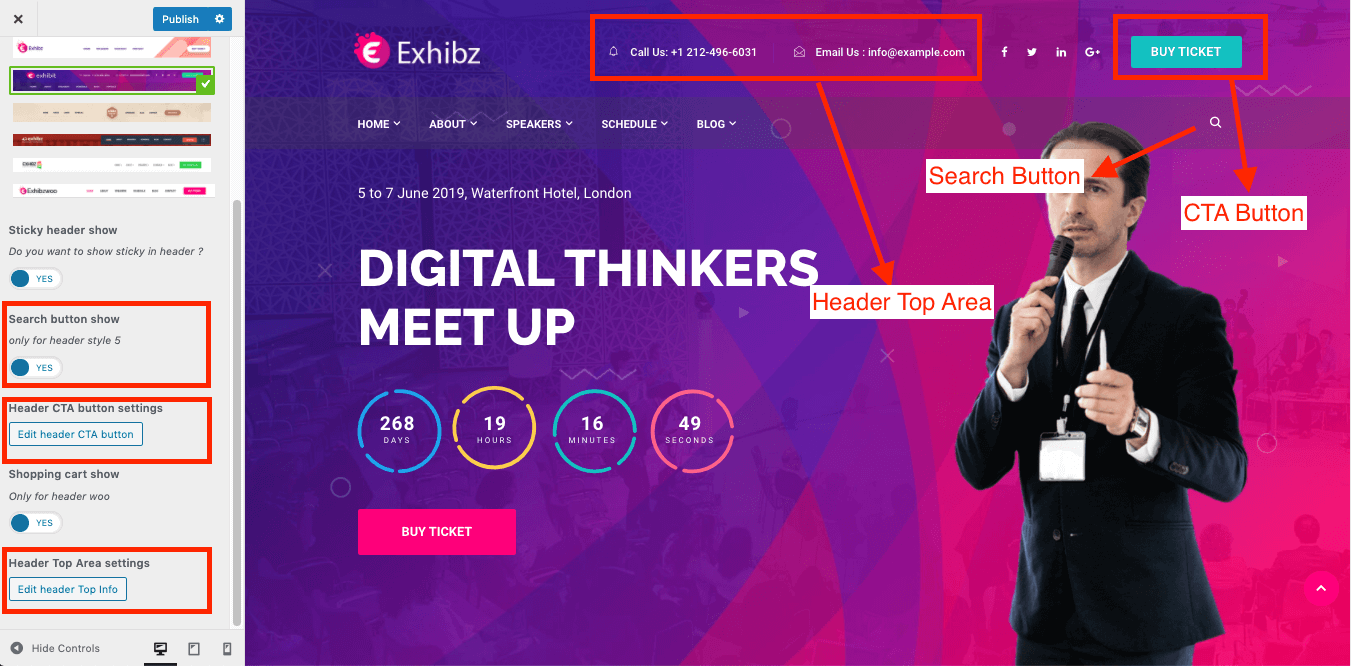 Publish
Exhibz
exhibit
Exhibz
Exhibzwoo
Sticky header show
Do you want to show sticky in header ?
YES
Search button show
only for header style 5
YES
Header CTA button settings
Edit header CTA button
Shopping cart show
Only for header woo
YES
Header Top Area settings
Edit header Top Info
Hide Controls
Exhibz
Call Us: +1 212-496-6031
Email Us : info@example.com
G+
BUY TICKET
HOME
ABOUT
SPEAKERS
SCHEDULE
BLOG
Search Button
CTA Button
5 to 7 June 2019, Waterfront Hotel, London
DIGITAL THINKERS
MEET UP
Header Top Area
268
DAYS
19
HOURS
16
MINUTES
49
SECONDS
BUY TICKET